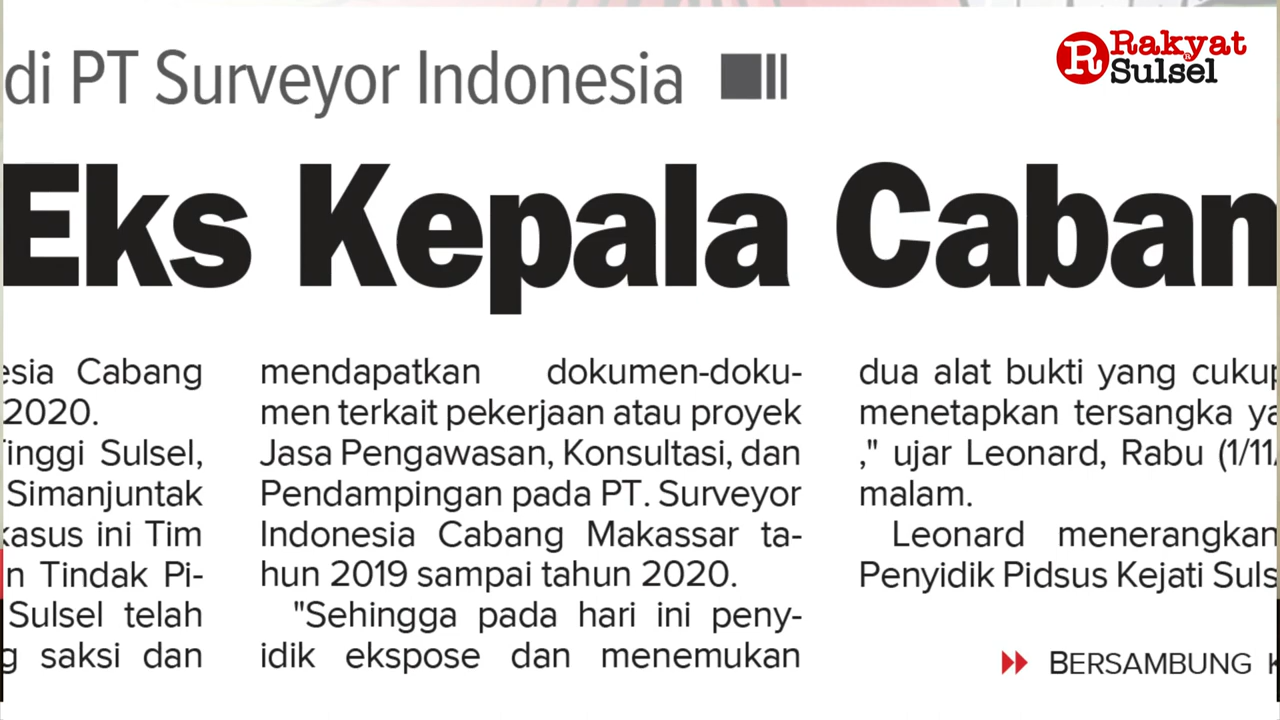 di PT Surveyor Indonesia
Rakyat
Sulsel
Eks Kepala Caban
esia Cabang
2020.
Tinggi Sulsel,
Simanjuntak
kasus ini Tim
n Tindak Pi-
Sulsel telah
g saksi dan
mendapatkan dokumen-doku-
men terkait pekerjaan atau proyek
Jasa Pengawasan, Konsultasi, dan
Pendampingan pada PT. Surveyor
Indonesia Cabang Makassar ta-
hun 2019 sampai tahun 2020.
"Sehingga pada hari ini peny-
idik ekspose dan menemukan
dua alat bukti yang cukup
menetapkan tersangka ya
," ujar Leonard, Rabu (1/11/
malam.
Leonard menerangkan
Penyidik Pidsus Kejati Suls
BERSAMBUNG K